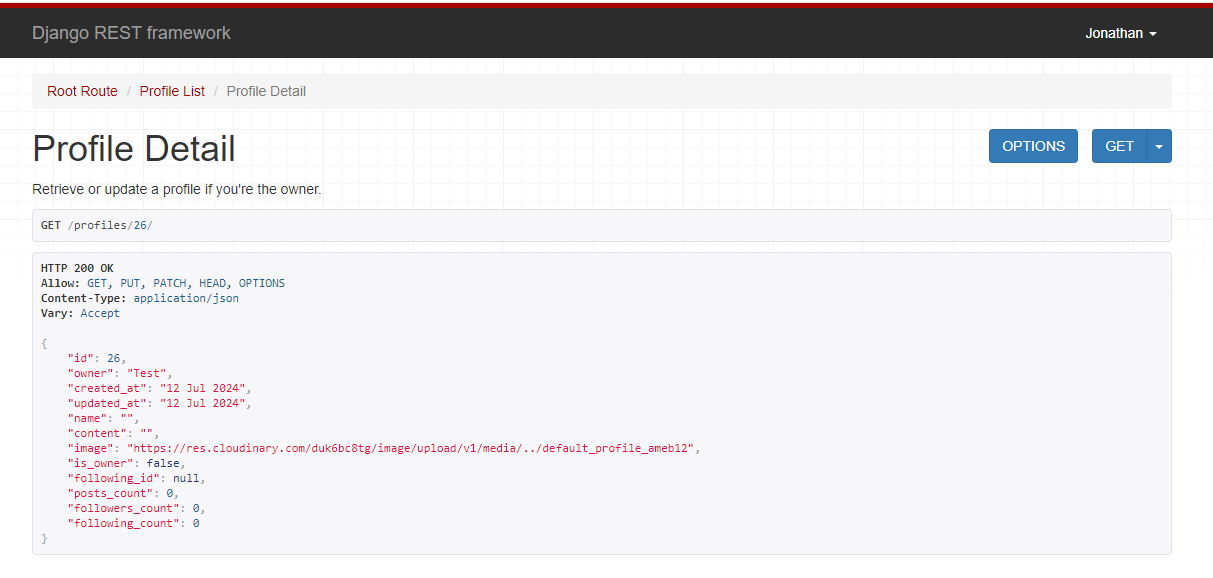 Django REST framework
Jonathan
Root Route / Profile List / Profile Detail
Profile Detail
OPTIONS
GET
Retrieve or update a profile if you're the owner.
GET /profiles/26/
HTTP 200 OK
Allow: GET, PUT, PATCH, HEAD, OPTIONS
Content-Type: application/json
Vary: Accept
{
    "id": 26,
    "owner": "Test",
    "created_at": "12 Jul 2024",
    "updated_at": "12 Jul 2024",
    "name": "",
    "content": "",
    "image": "https://res.cloudinary.com/duk6bc8tg/image/upload/v1/media/../default_profile_ameb12",
    "is_owner": false,
    "following_id": null,
    "posts_count": 0,
    "followers_count": 0,
    "following_count": 0
}